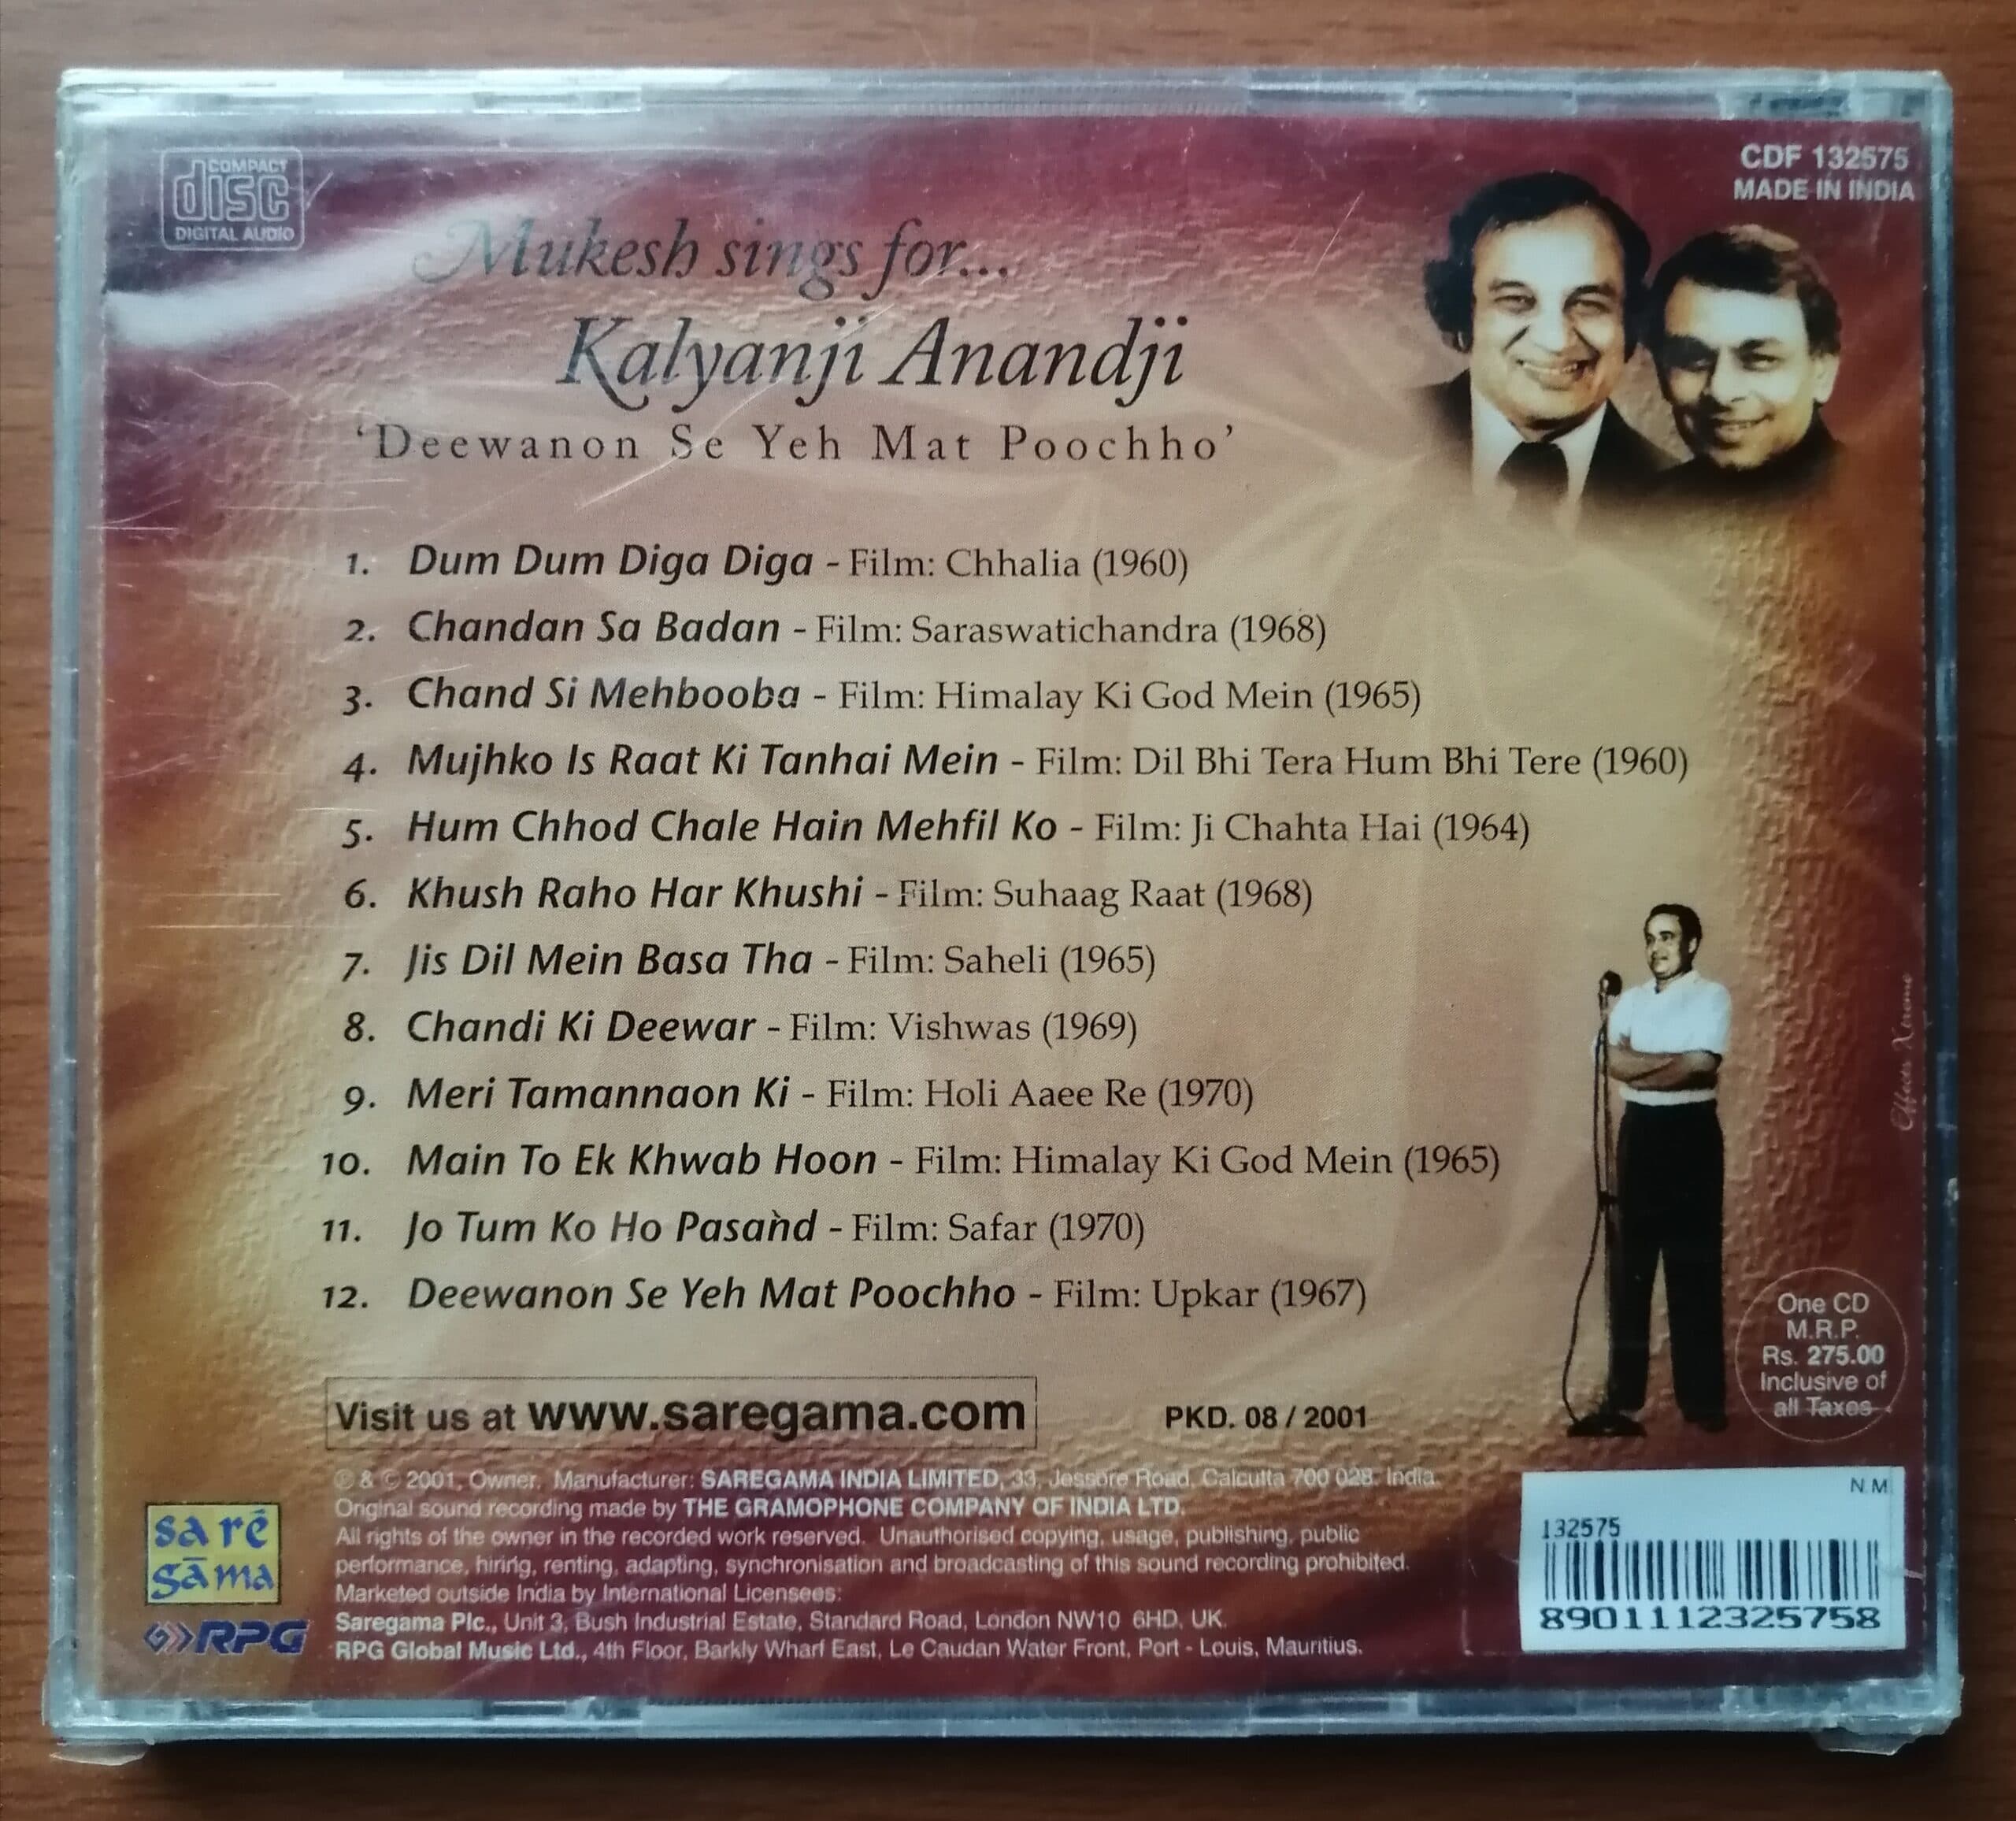 COMPACT
disc
DIGITAL AUDIO
CDF 132575
MADE IN INDIA
Mukesh sings for...
Kalyanji Anandji
‘Deewanon Se Yeh Mat Poochho’
1. Dum Dum Diga Diga - Film: Chhalia (1960)
2. Chandan Sa Badan - Film: Saraswatichandra (1968)
3. Chand Si Mehbooba - Film: Himalay Ki God Mein (1965)
4. Mujhko Is Raat Ki Tanhai Mein - Film: Dil Bhi Tera Hum Bhi Tere (1960)
5. Hum Chhod Chale Hain Mehfil Ko - Film: Ji Chahta Hai (1964)
6. Khush Raho Har Khushi - Film: Suhaag Raat (1968)
7. Jis Dil Mein Basa Tha - Film: Saheli (1965)
8. Chandi Ki Deewar - Film: Vishwas (1969)
9. Meri Tamannaon Ki - Film: Holi Aaee Re (1970)
10. Main To Ek Khwab Hoon - Film: Himalay Ki God Mein (1965)
11. Jo Tum Ko Ho Pasand - Film: Safar (1970)
12. Deewanon Se Yeh Mat Poochho - Film: Upkar (1967)
Effects Xtreme
One CD
M.R.P.
Rs. 275.00
Inclusive of
all Taxes
Visit us at www.saregama.com
PKD. 08 / 2001
℗ & © 2001, Owner, Manufacturer: SAREGAMA INDIA LIMITED, 33, Jessore Road, Calcutta 700 028. India.
Original sound recording made by THE GRAMOPHONE COMPANY OF INDIA LTD.
All rights of the owner in the recorded work reserved. Unauthorised copying, usage, publishing, public
performance, hiring, renting, adapting, synchronisation and broadcasting of this sound recording prohibited.
Marketed outside India by International Licensees:
Saregama Plc., Unit 3, Bush Industrial Estate, Standard Road, London NW10 6HD, UK.
RPG Global Music Ltd., 4th Floor, Barkly Wharf East, Le Caudan Water Front, Port - Louis, Mauritius.
sa rē
gā ma
RPG
N.M.
132575
8901112325758